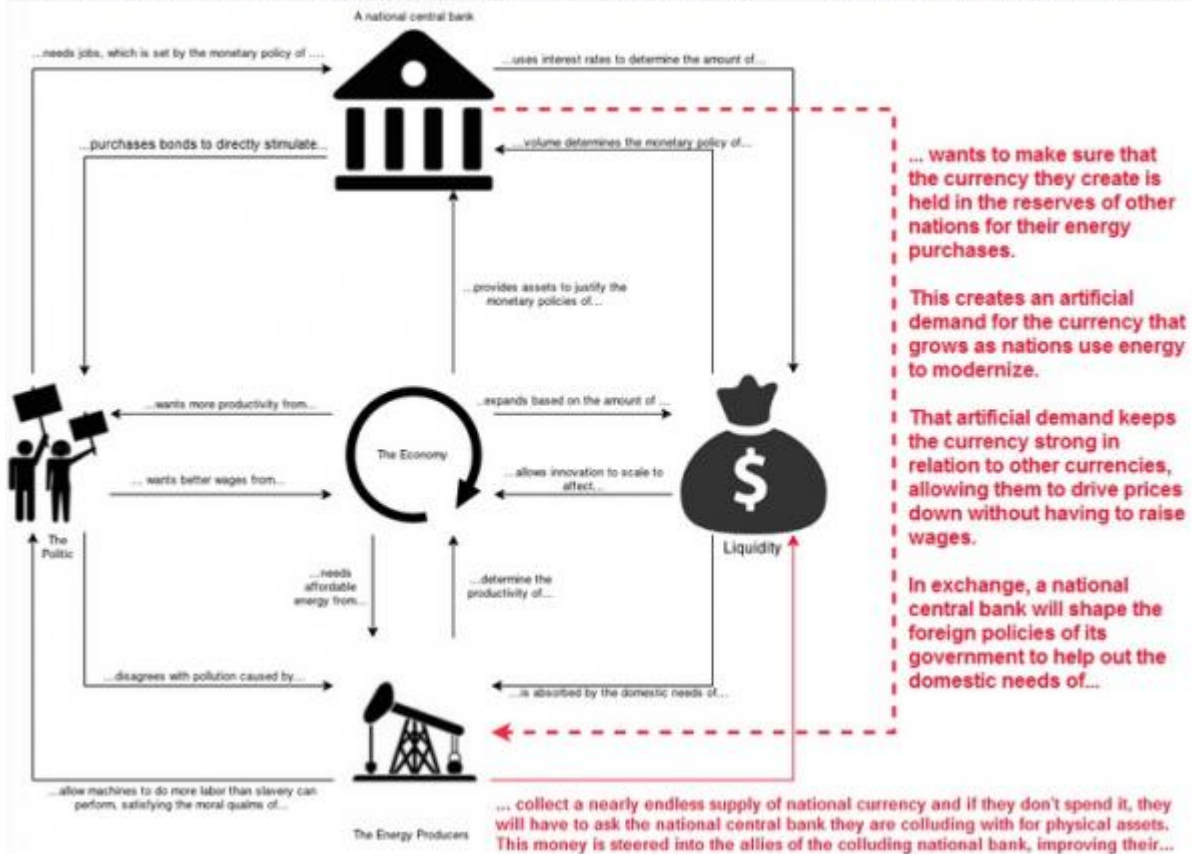 A national central bank
...needs jobs, which is set by the monetary policy of ....
...uses interest rates to determine the amount of...
...purchases bonds to directly stimulate...
...volume determines the monetary policy of...
... wants to make sure that
the currency they create is
held in the reserves of other
nations for their energy
purchases.
This creates an artificial
demand for the currency that
grows as nations use energy
to modernize.
That artificial demand keeps
the currency strong in
relation to other currencies,
allowing them to drive prices
down without having to raise
wages.
In exchange, a national
central bank will shape the
foreign policies of its
government to help out the
domestic needs of...
...provides assets to justify the
monetary policies of...
...wants more productivity from...
...expands based on the amount of ...
The Economy
... wants better wages from...
...allows innovation to scale to
affect...
$
The
Politic
Liquidity
...needs
affordable
energy from...
...determine the
productivity of...
...disagrees with pollution caused by...
...is absorbed by the domestic needs of...
...allow machines to do more labor than slavery can
perform, satisfying the moral qualms of...
The Energy Producers
... collect a nearly endless supply of national currency and if they don't spend it, they
will have to ask the national central bank they are colluding with for physical assets.
This money is steered into the allies of the colluding national bank, improving their...